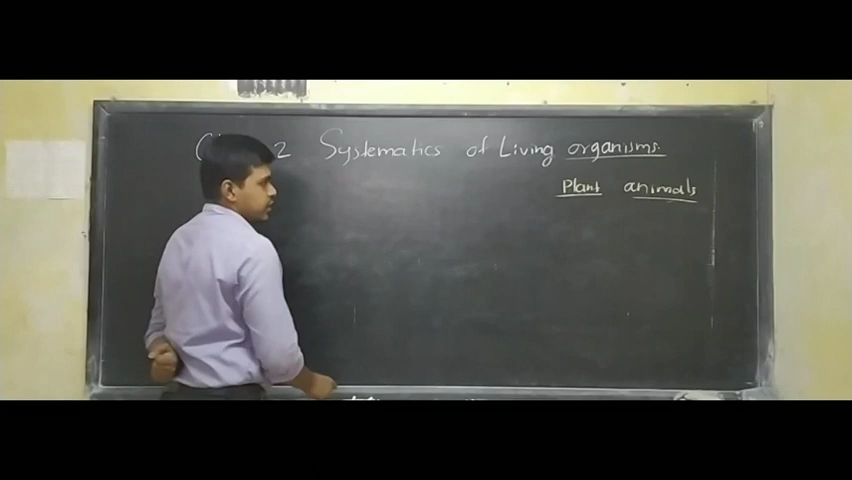 2 Systematics of Living organisms.
Plant animals